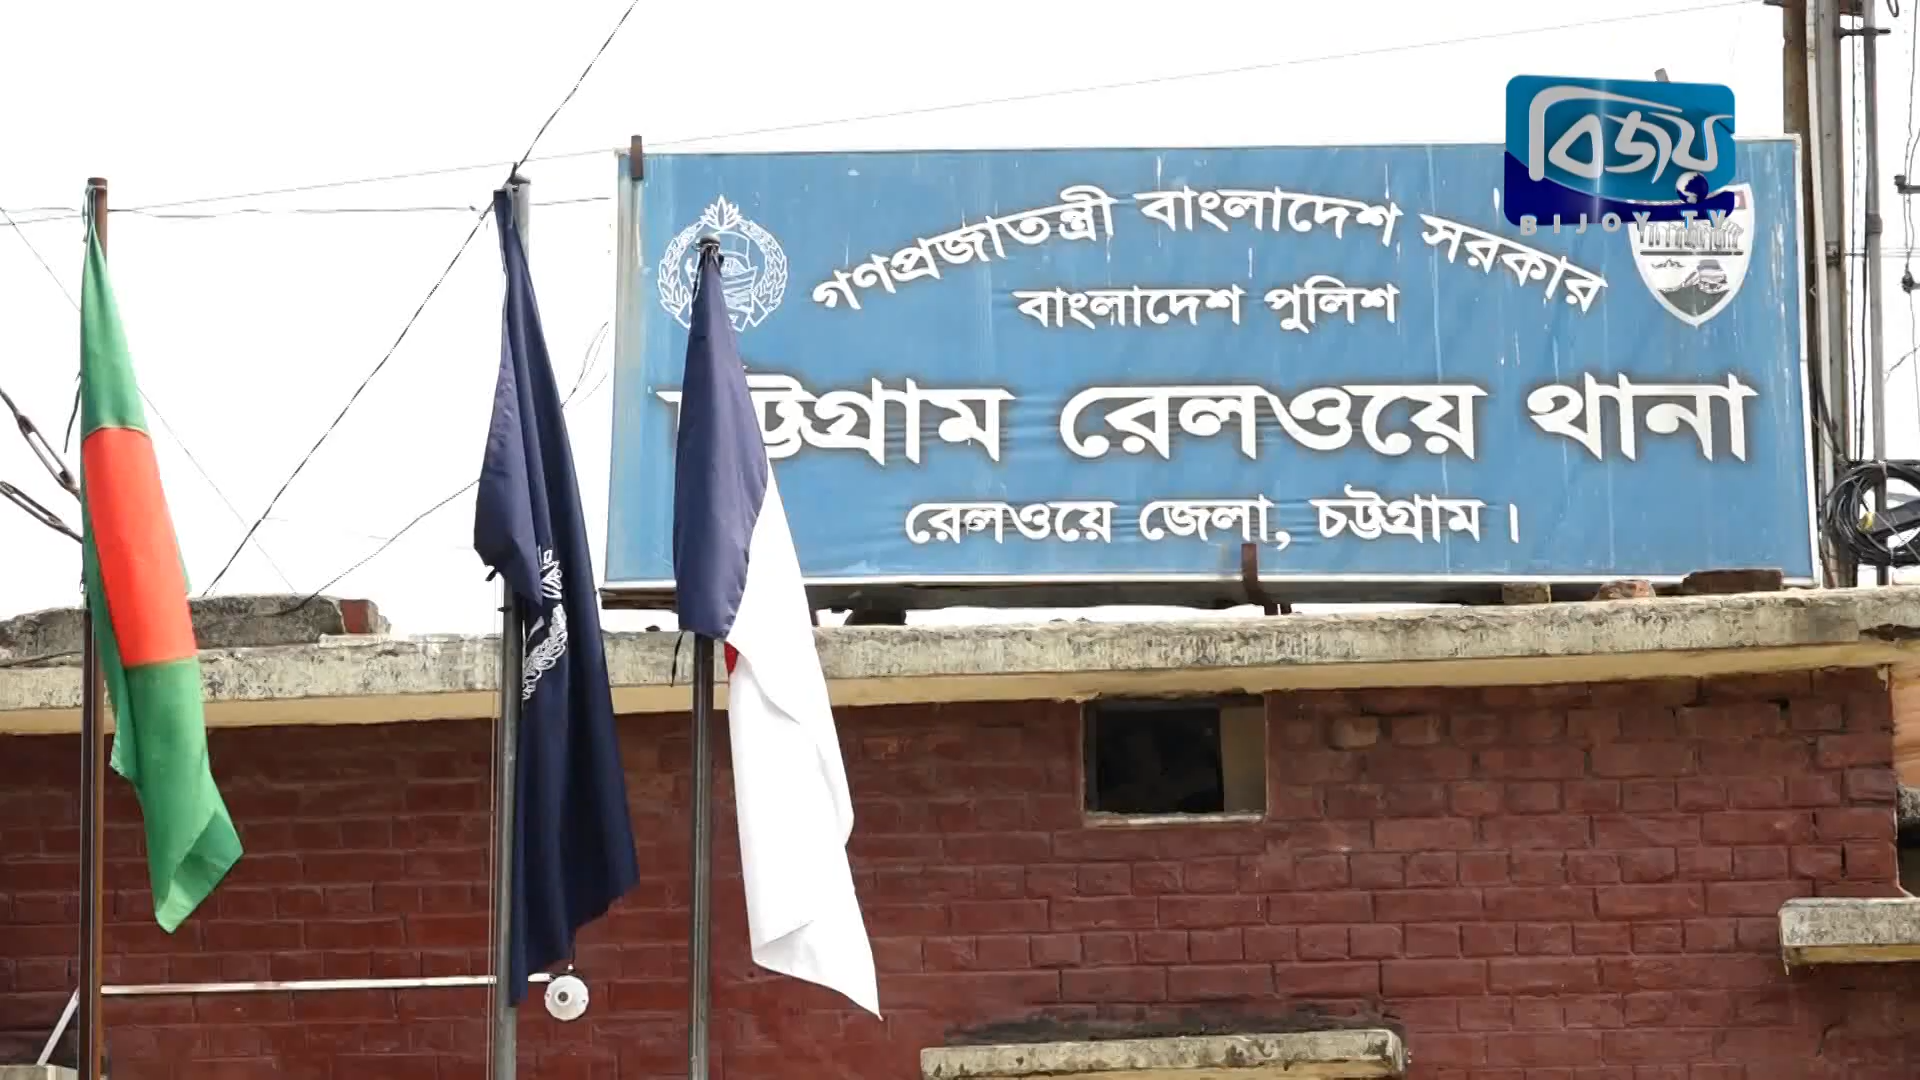 বিজয়
BIJOY TV
গণপ্রজাতন্ত্রী বাংলাদেশ সরকার
বাংলাদেশ পুলিশ
চট্টগ্রাম রেলওয়ে থানা
রেলওয়ে জেলা, চট্টগ্রাম।